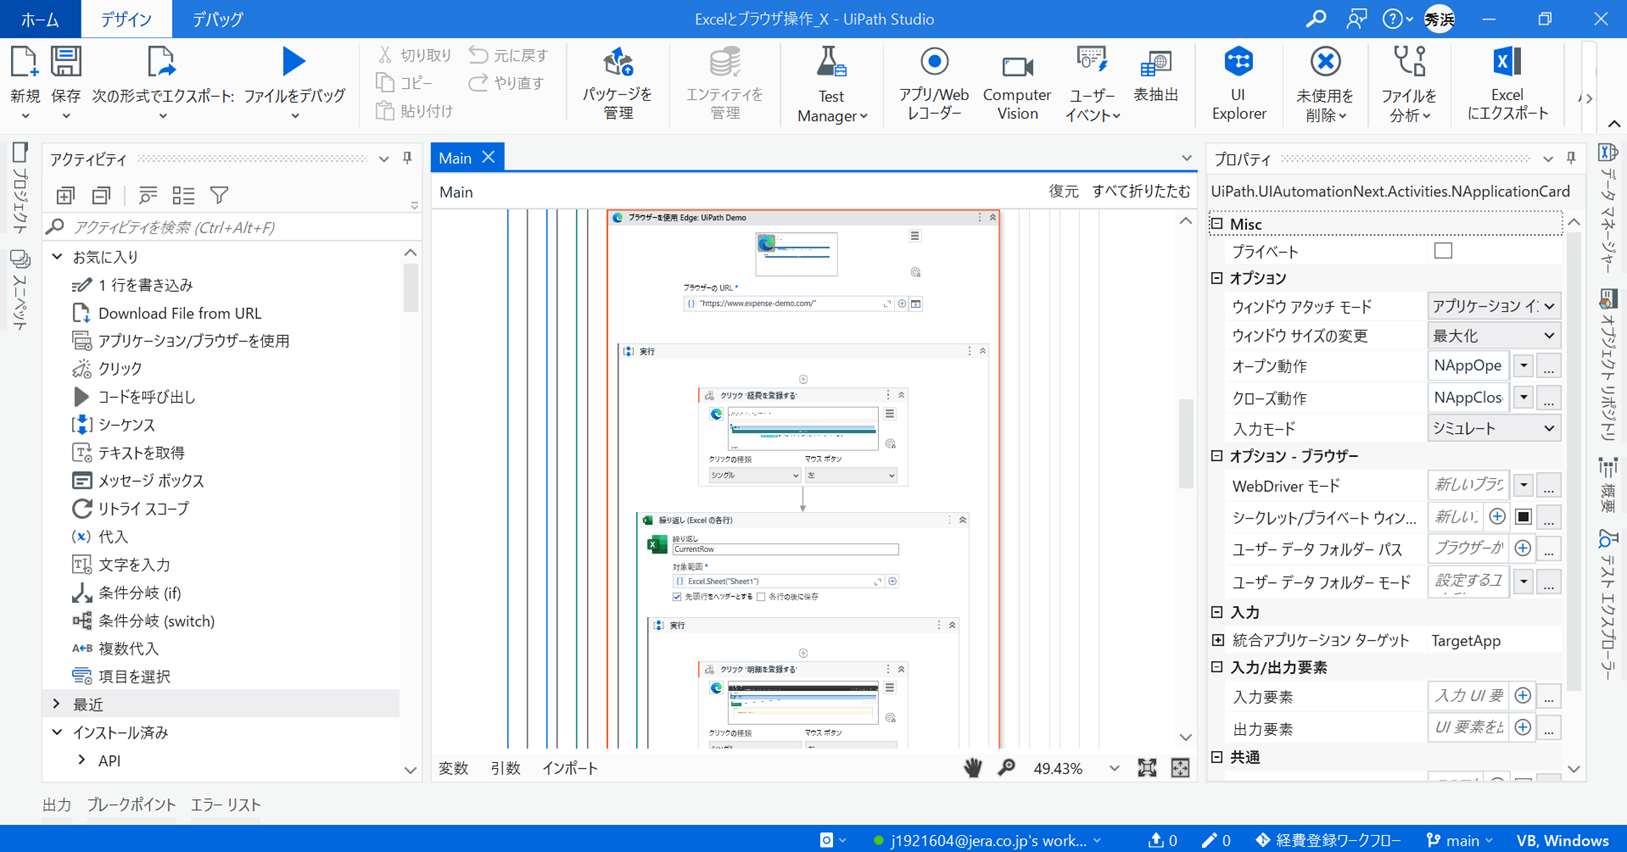 ホーム
デザイン
デバッグ
Excelとブラウザ操作_X - UiPath Studio
秀浜
新規
保存
次の形式でエクスポート:
ファイルをデバッグ
切り取り
コピー
貼り付け
元に戻す
やり直す
パッケージを
管理
エンティティを
管理
Test
Manager
アプリ/Web
レコーダー
Computer
Vision
ユーザー
イベント
表抽出
UI
Explorer
未使用を
削除
ファイルを
分析
Excel
にエクスポート
プロジェクト
スニペット
アクティビティ
アクティビティを検索 (Ctrl+Alt+F)
お気に入り
1 行を書き込み
Download File from URL
アプリケーション/ブラウザーを使用
クリック
コードを呼び出し
シーケンス
テキストを取得
メッセージ ボックス
リトライ スコープ
代入
文字を入力
条件分岐 (if)
条件分岐 (switch)
複数代入
項目を選択
最近
インストール済み
API
Main
Main
復元
すべて折りたたむ
ブラウザーを使用 Edge: UiPath Demo
ブラウザーの URL *
"https://www.expense-demo.com/"
実行
クリック '経費を登録する'
クリックの種類
マウス ボタン
シングル
左
繰り返し (Excel の各行)
繰り返し
CurrentRow
対象範囲 *
Excel.Sheet("Sheet1")
先頭行をヘッダーとする
各行の後に保存
実行
クリック '明細を登録する'
クリックの種類
マウス ボタン
変数
引数
インポート
49.43%
プロパティ
UiPath.UIAutomationNext.Activities.NApplicationCard
Misc
プライベート
オプション
ウィンドウ アタッチ モード
アプリケーション イ
ウィンドウ サイズの変更
最大化
オープン動作
NAppOpe
...
クローズ動作
NAppClos
...
入力モード
シミュレート
オプション - ブラウザー
WebDriver モード
新しいブラウ
...
シークレット/プライベート ウィン...
新しい
...
ユーザー データ フォルダー パス
ブラウザーが
...
ユーザー データ フォルダー モード
設定するユ
...
入力
統合アプリケーション ターゲット
TargetApp
入力/出力要素
入力要素
入力 UI 要
...
出力要素
UI 要素を
...
共通
データ マネージャー
オブジェクト リポジトリ
概要
テスト エクスプローラー
出力
ブレークポイント
エラー リスト
j1921604@jera.co.jp's work...
0
0
経費登録ワークフロー
main
VB, Windows